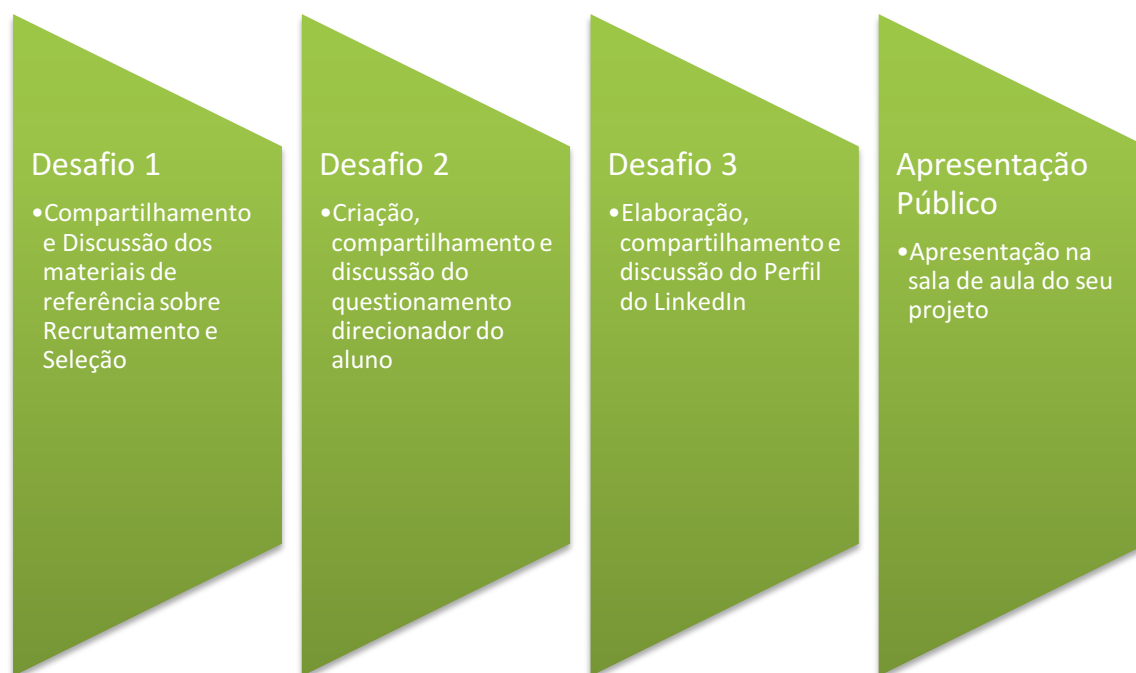 Desafio 1
•Compartilhamento
e Discussão dos
materiais de
referência sobre
Recrutamento e
Seleção
Desafio 2
•Criação,
compartilhamento e
discussão do
questionamento
direcionador do
aluno
Desafio 3
•Elaboração,
compartilhamento e
discussão do Perfil
do LinkedIn
Apresentação
Público
•Apresentação na
sala de aula do seu
projeto